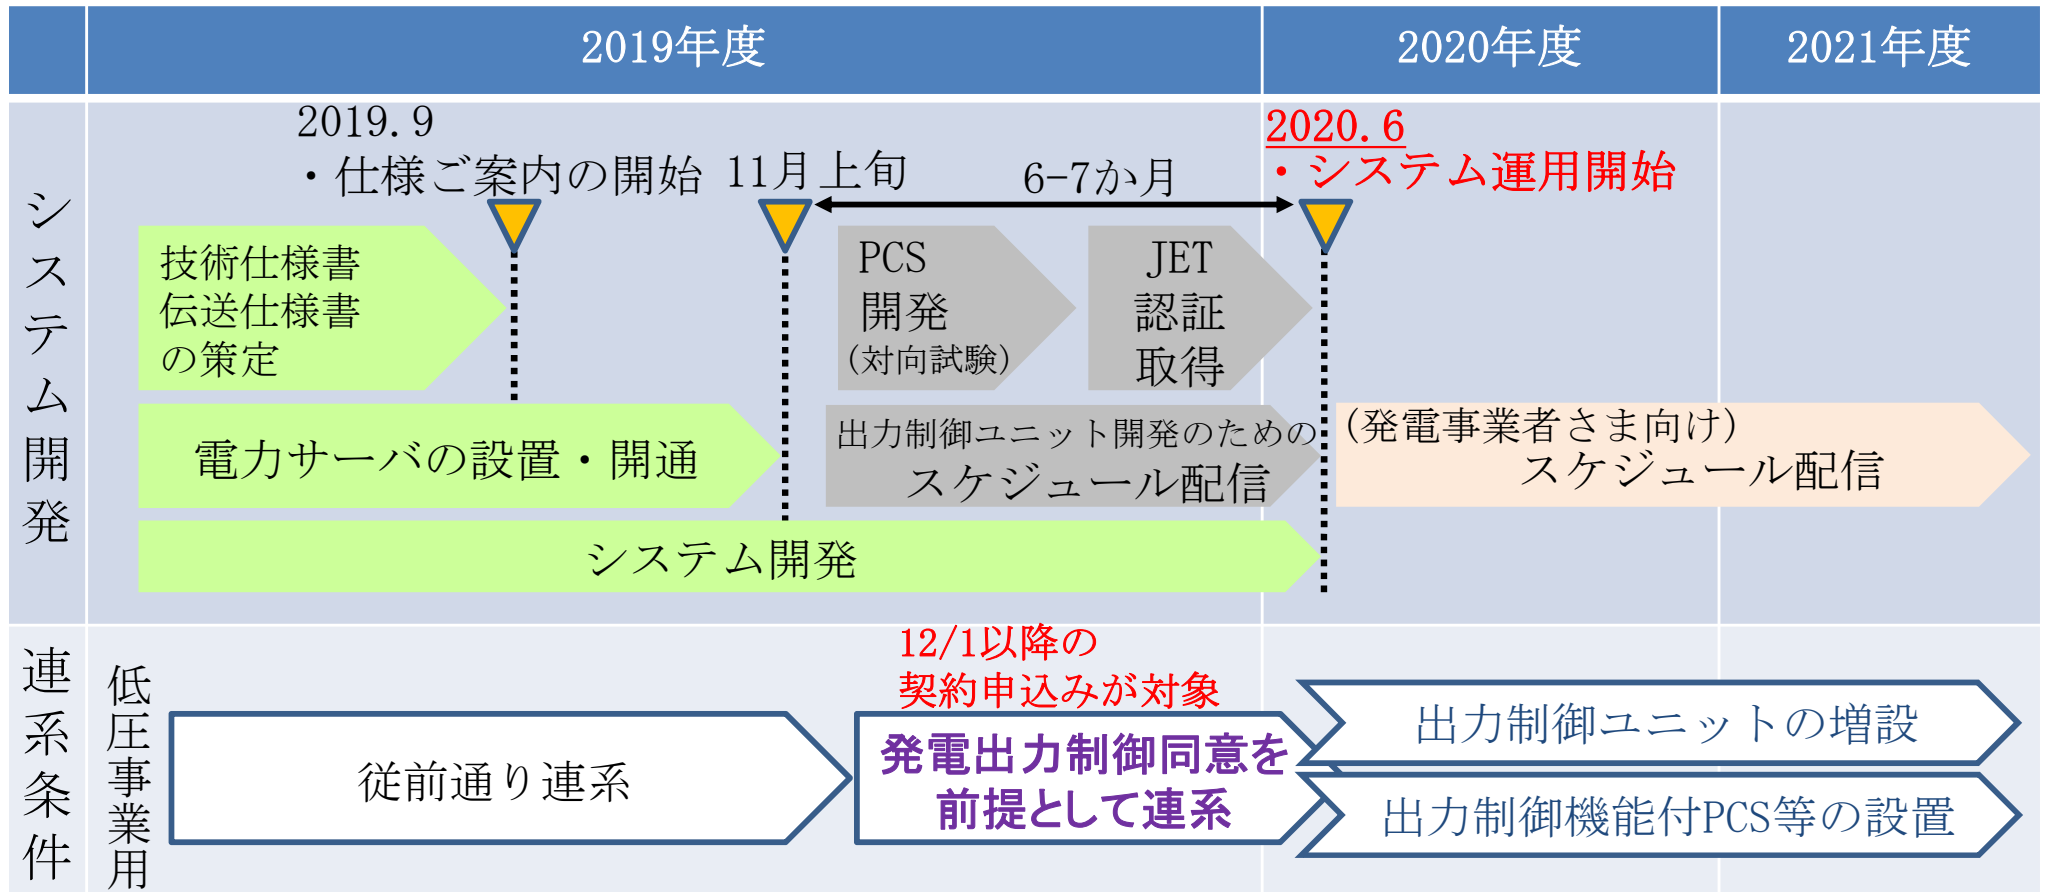 2019年度
2020年度
2021年度
システム開発
2019.9
・仕様ご案内の開始
11月上旬
6-7か月
2020.6
・システム運用開始
技術仕様書
伝送仕様書
の策定
PCS
開発
(対向試験)
JET
認証
取得
電力サーバの設置・開通
出力制御ユニット開発のための
スケジュール配信
(発電事業者さま向け)
スケジュール配信
システム開発
連系条件
低圧事業用
12/1以降の
契約申込みが対象
従前通り連系
発電出力制御同意を
前提として連系
出力制御ユニットの増設
出力制御機能付PCS等の設置